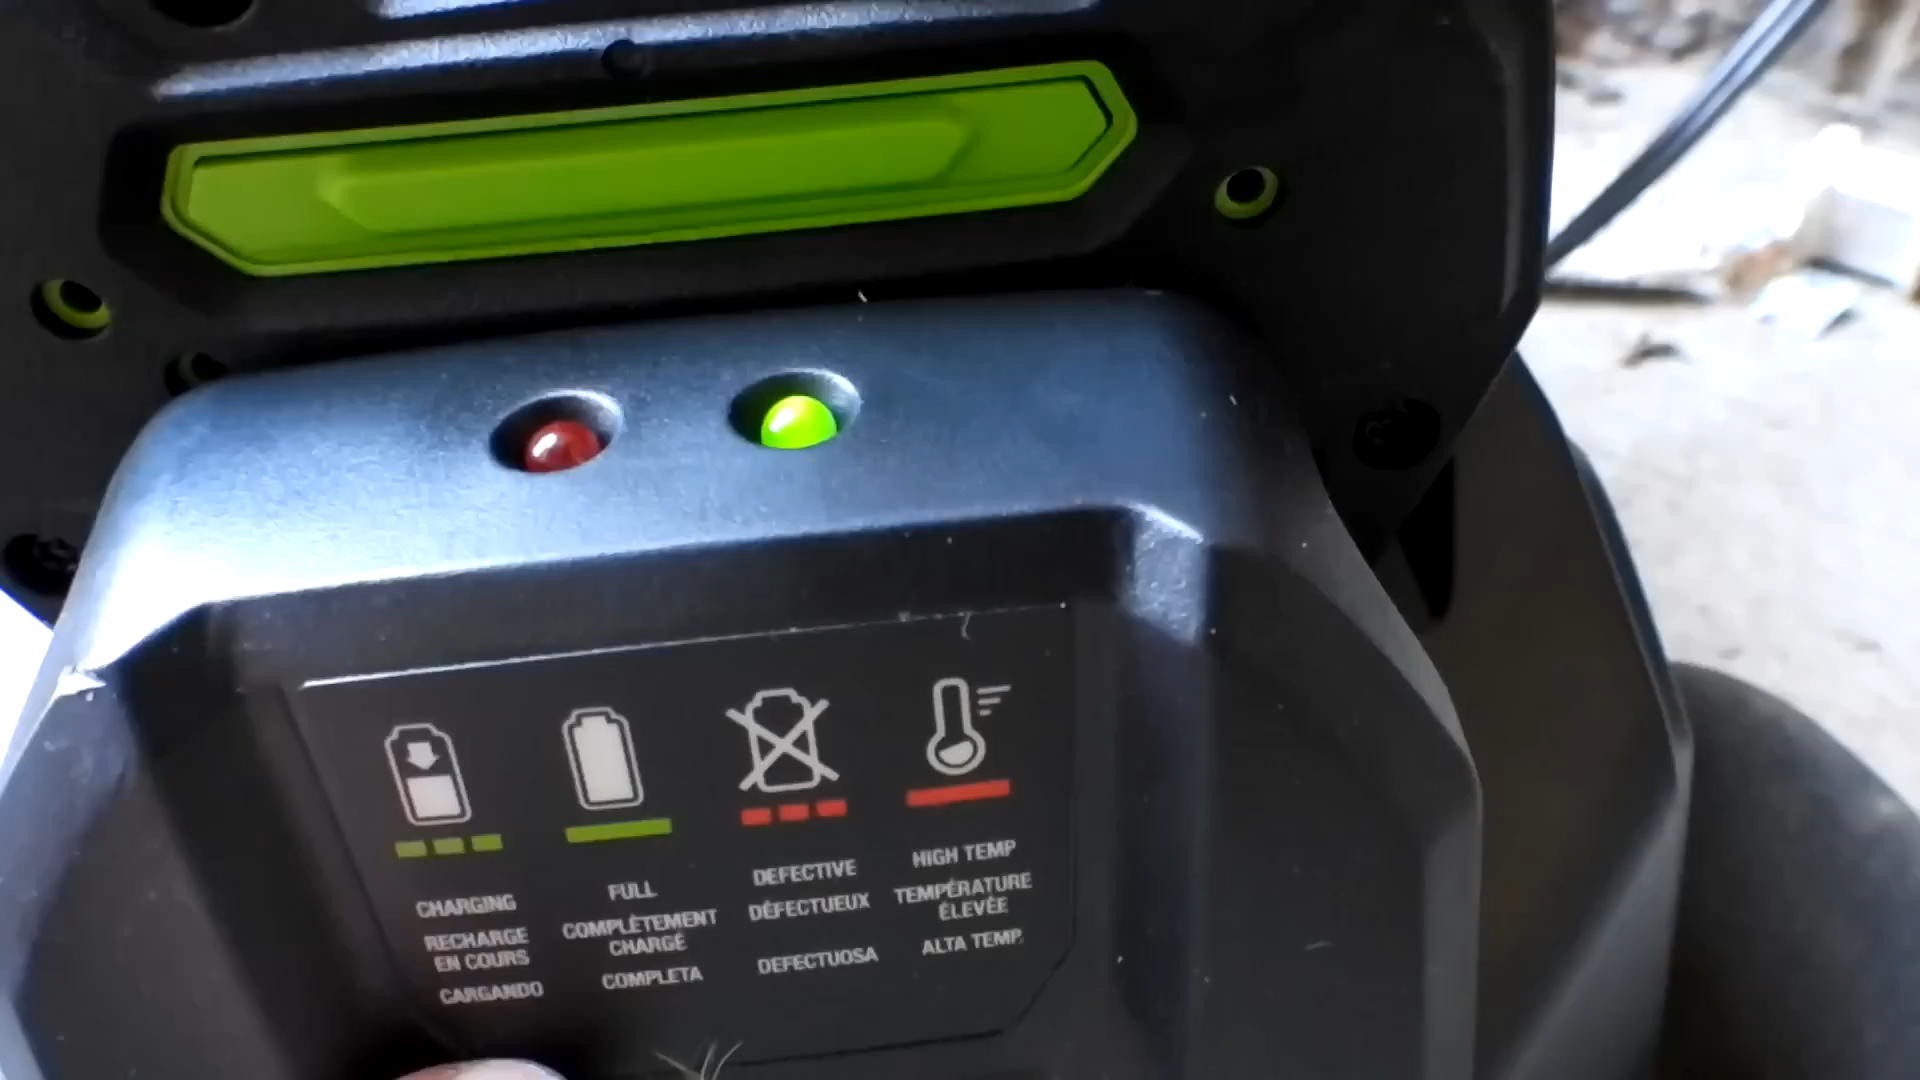 CHARGING
RECHARGE
EN COURS
CARGANDO
FULL
COMPLÈTEMENT
CHARGÉ
COMPLETA
DEFECTIVE
DÉFECTUEUX
DEFECTUOSA
HIGH TEMP
TEMPÉRATURE
ÉLEVÉE
ALTA TEMP.